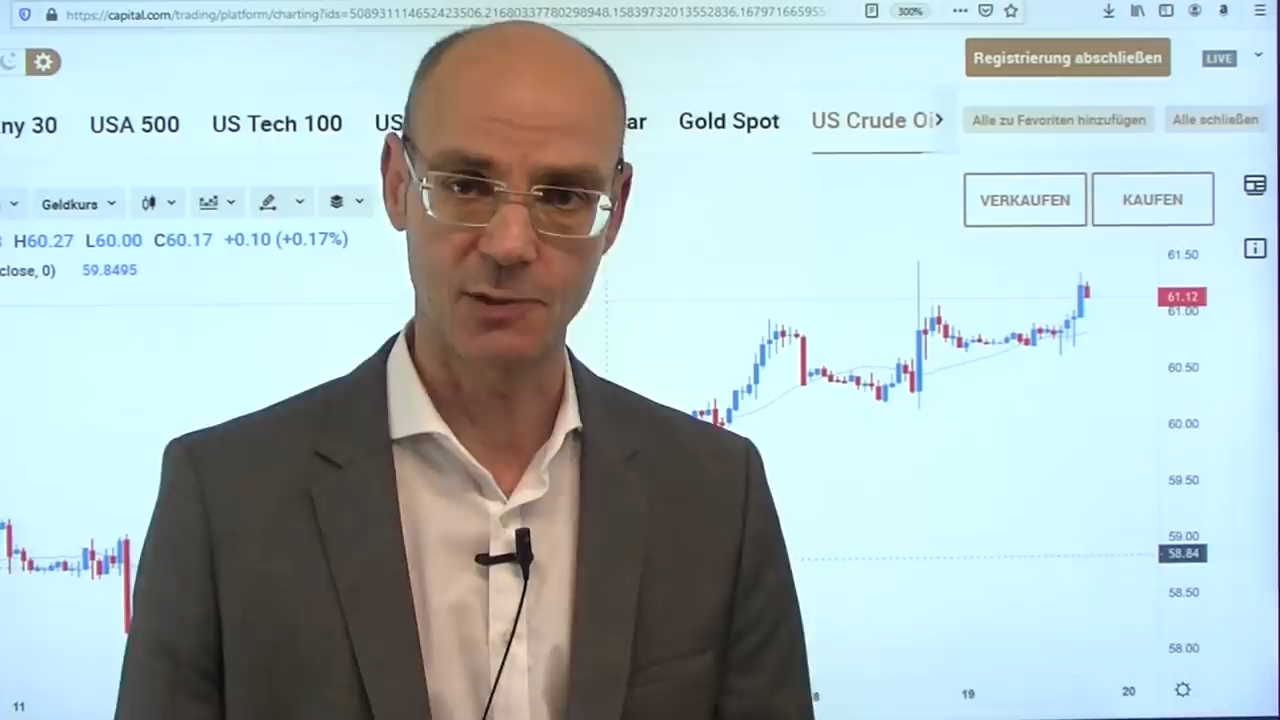 https://capital.com/trading/platform/charting?ids=508931114652423506,21680337780298948,15839732013552836,167971665955
300%
Registrierung abschließen
LIVE
ny 30 USA 500 US Tech 100 US ar Gold Spot US Crude Oi
Alle zu Favoriten hinzufügen Alle schließen
Geldkurs
VERKAUFEN KAUFEN
H60.27 L60.00 C60.17 +0.10 (+0.17%)
close, 0) 59.8495
61.50
61.12
61.00
60.50
60.00
59.50
59.00
58.84
58.50
58.00
11 19 20